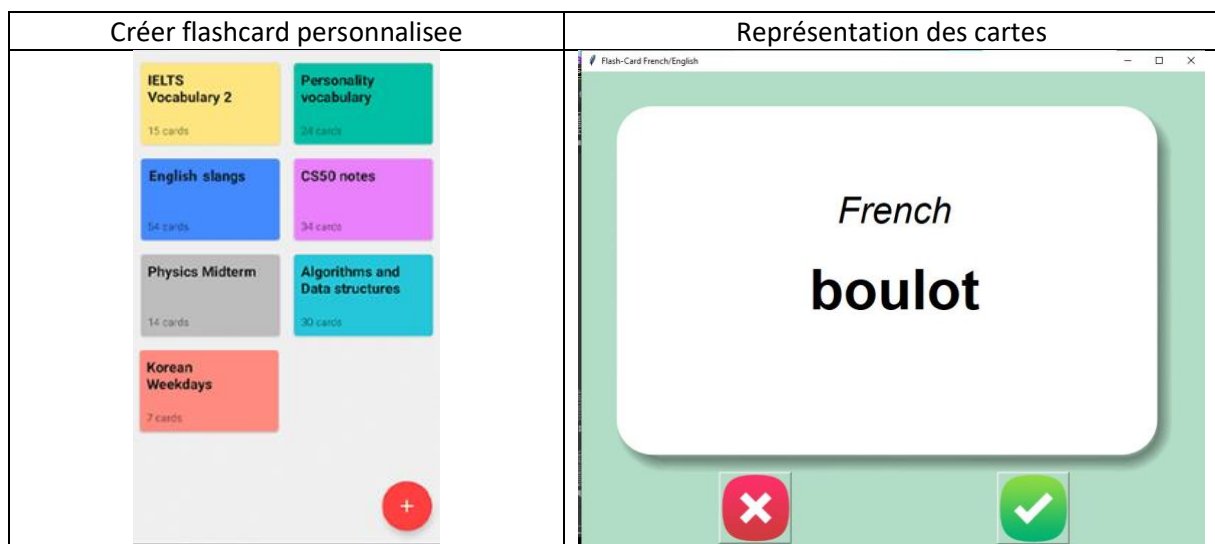 Créer flashcard personnalisee
Représentation des cartes
IELTS
Vocabulary 2
15 cards
Personality
vocabulary
24 cards
English slangs
54 cards
CS50 notes
34 cards
Physics Midterm
14 cards
Algorithms and
Data structures
30 cards
Korean
Weekdays
7 cards
+
Flash-Card French/English
French
boulot